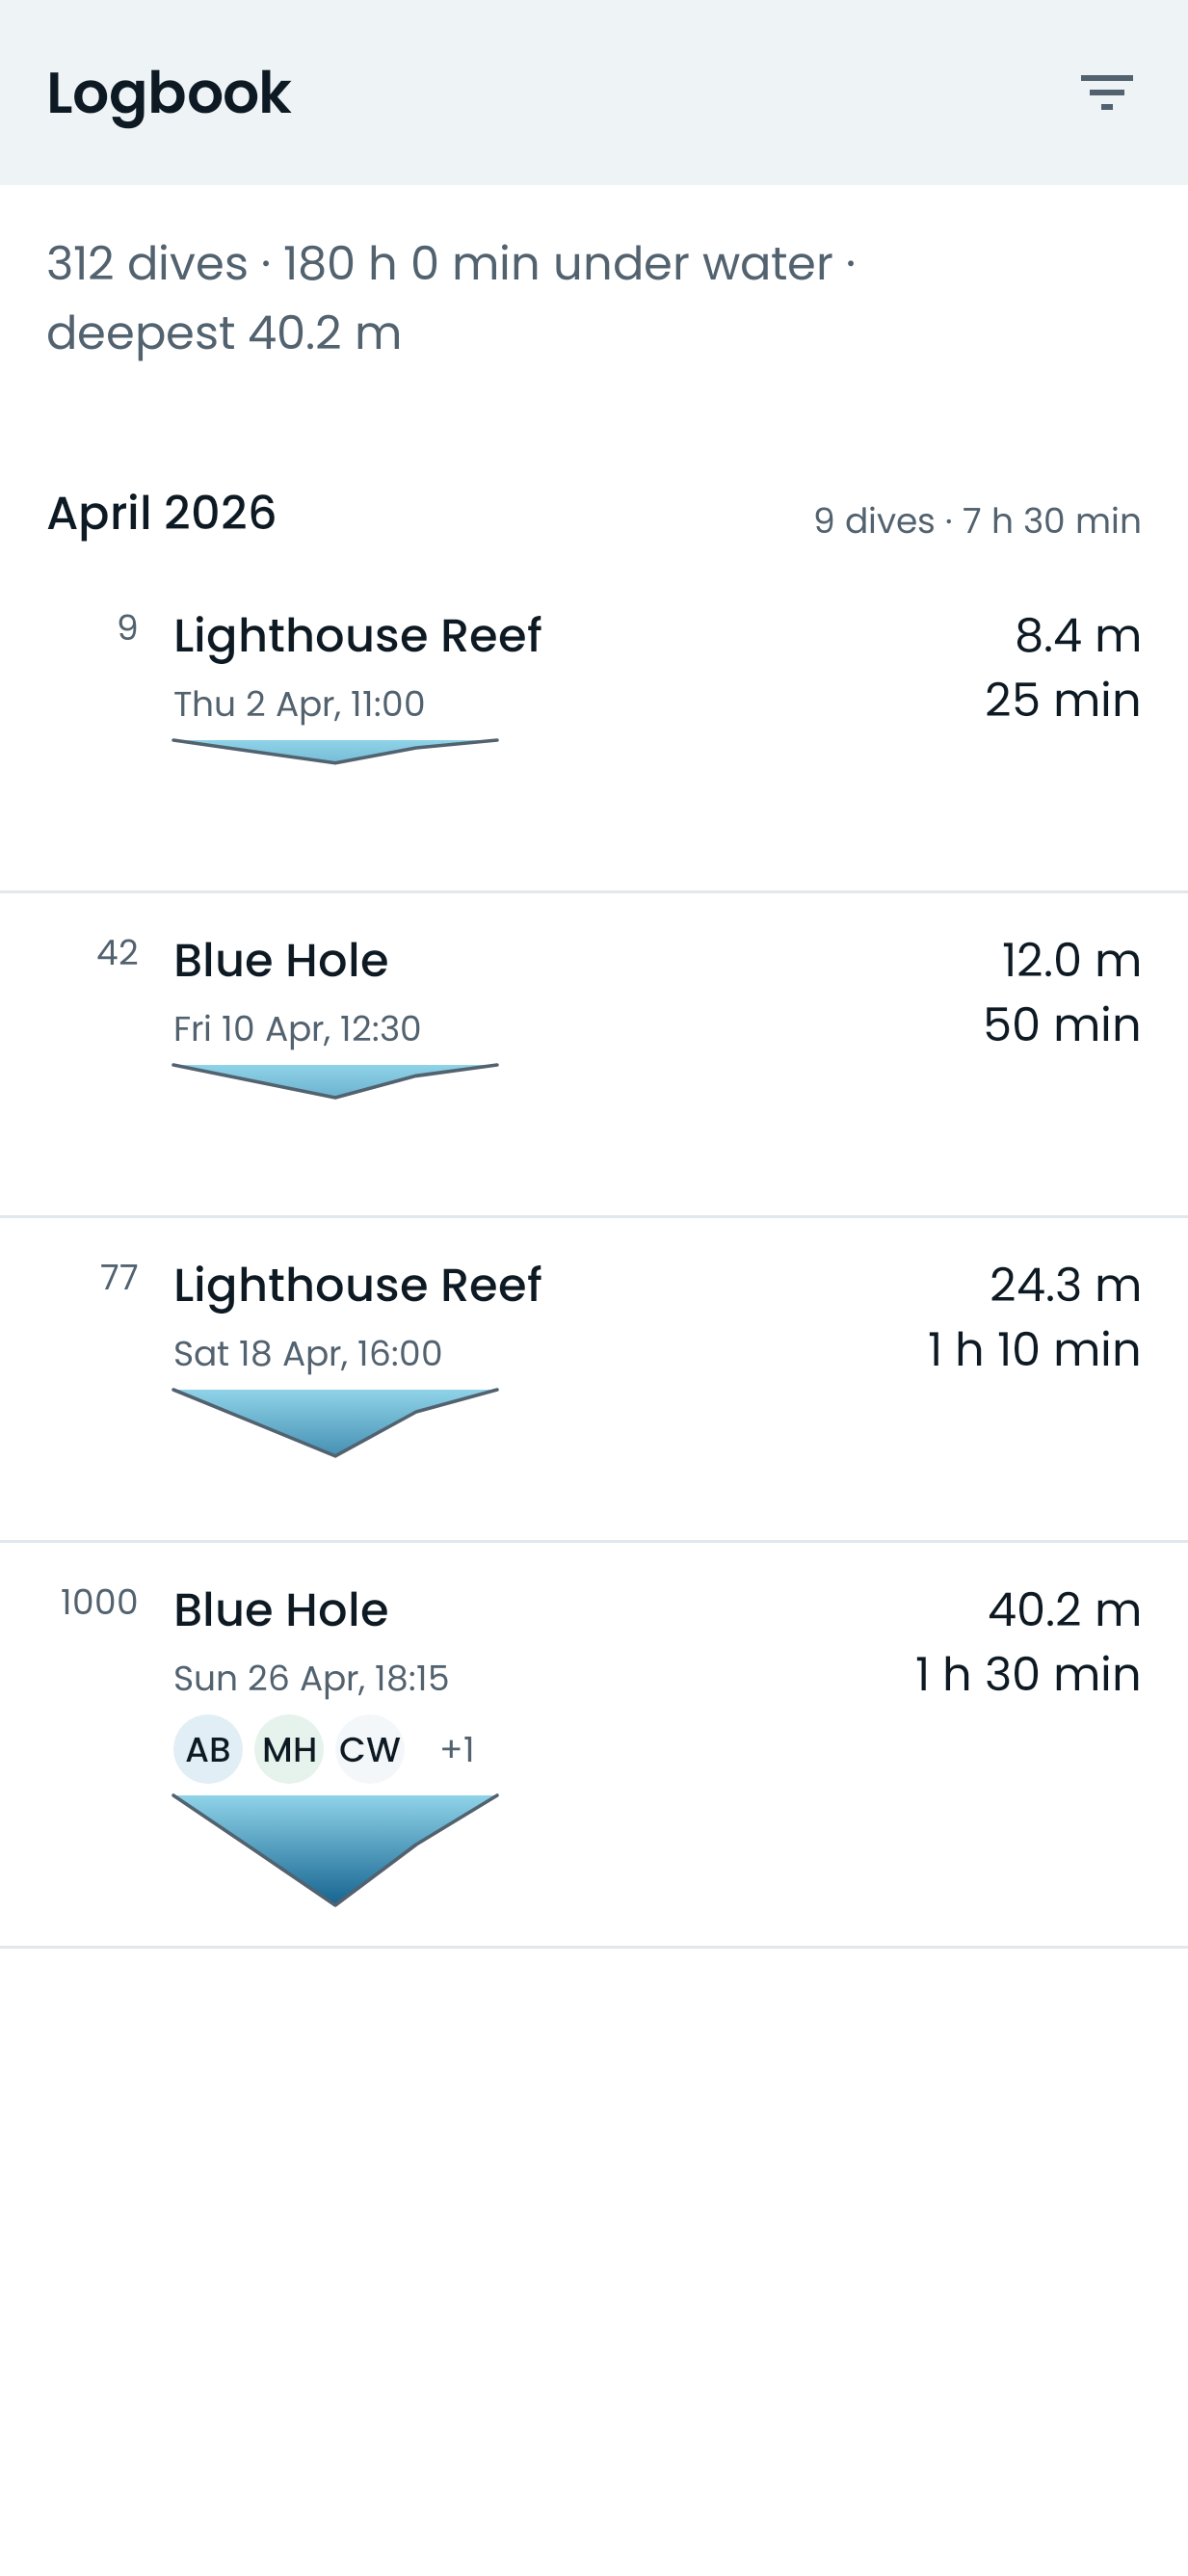 Logbook
312 dives · 180 h 0 min under water ·
deepest 40.2 m
April 2026
9 dives · 7 h 30 min
9
Lighthouse Reef
8.4 m
Thu 2 Apr, 11:00
25 min
42
Blue Hole
12.0 m
Fri 10 Apr, 12:30
50 min
77
Lighthouse Reef
24.3 m
Sat 18 Apr, 16:00
1 h 10 min
1000
Blue Hole
40.2 m
Sun 26 Apr, 18:15
1 h 30 min
AB MH CW +1